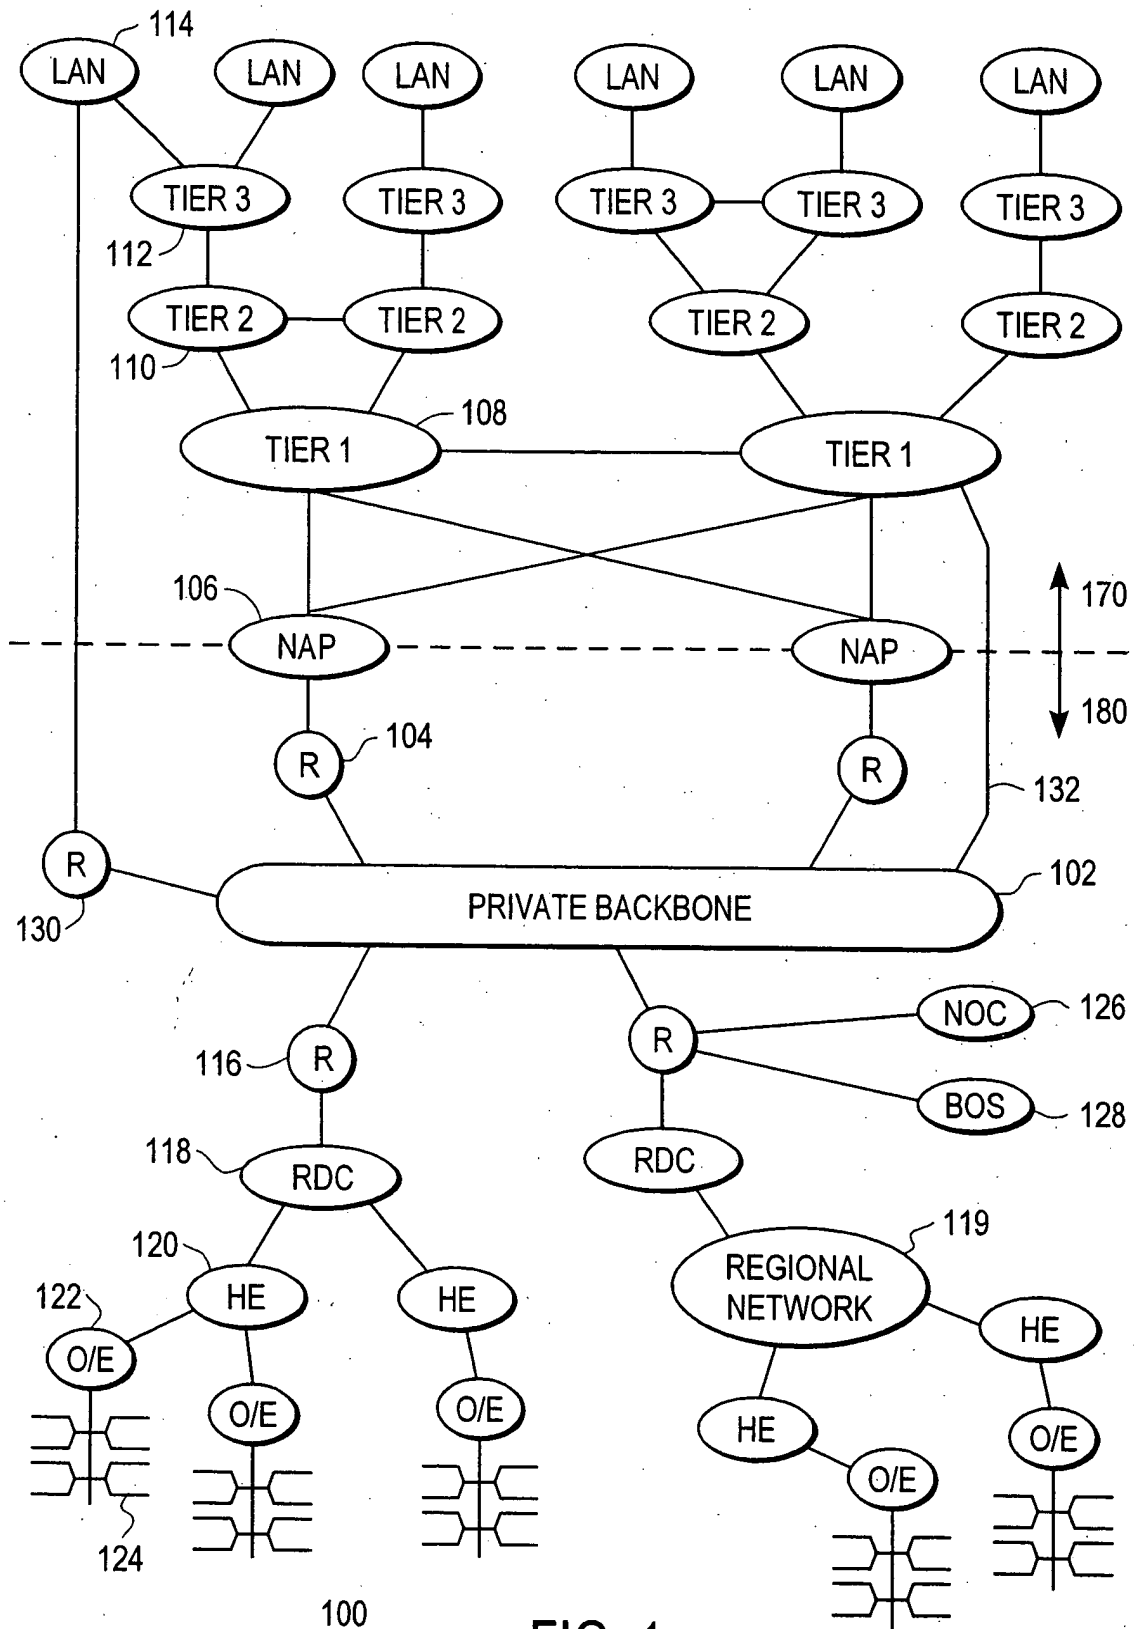 114
LAN
LAN
LAN
LAN
LAN
LAN
TIER 3
TIER 3
TIER 3
TIER 3
TIER 3
112
TIER 2
TIER 2
TIER 2
TIER 2
110
108
TIER 1
TIER 1
106
170
NAP
NAP
180
104
R
R
132
R
102
PRIVATE BACKBONE
130
NOC
126
R
R
116
BOS
128
118
RDC
RDC
119
120
REGIONAL
NETWORK
122
HE
HE
HE
O/E
O/E
O/E
HE
O/E
O/E
124
100
FIG. 1